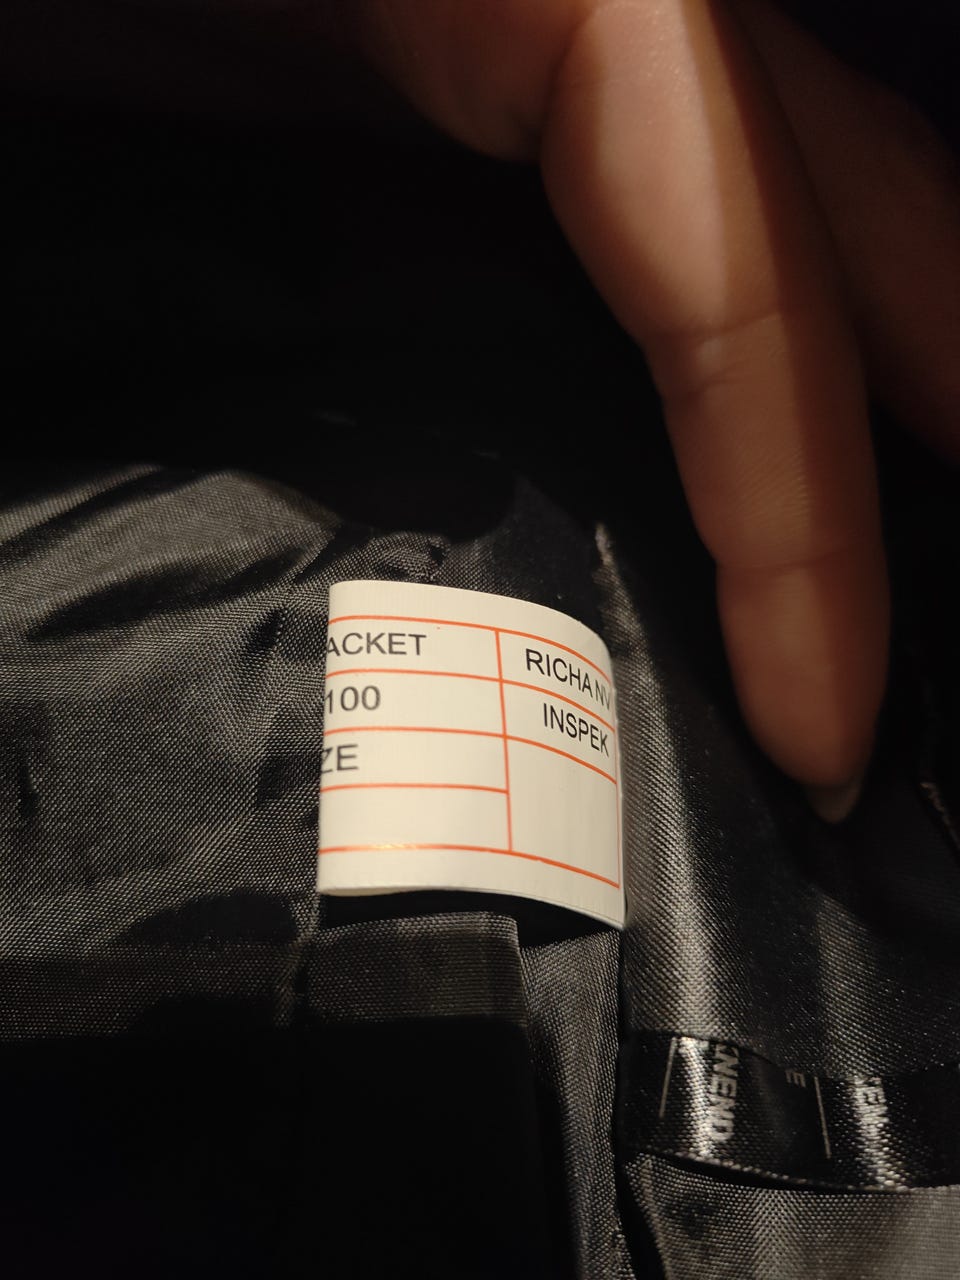 ACKET
100
ZE
RICHA NV
INSPEK